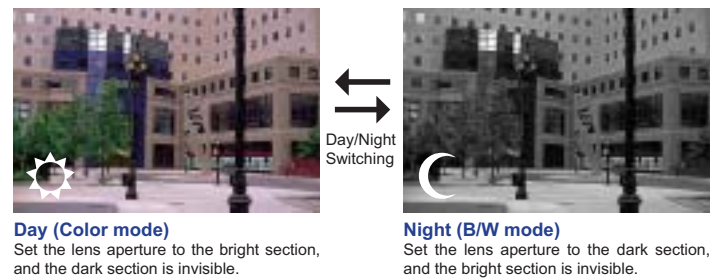 Day/Night
Switching
Day (Color mode)
Set the lens aperture to the bright section,
and the dark section is invisible.
Night (B/W mode)
Set the lens aperture to the dark section,
and the bright section is invisible.